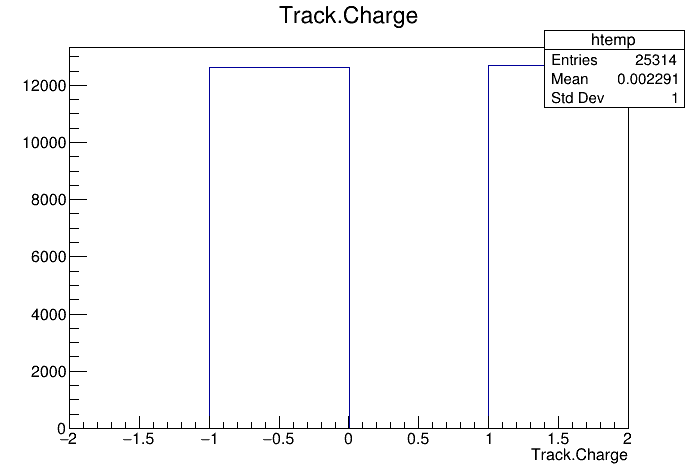 Track.Charge
htemp
Entries 25314
Mean 0.002291
Std Dev 1
12000
10000
8000
6000
4000
2000
0
−2 −1.5 −1 −0.5 0 0.5 1 1.5 2
Track.Charge